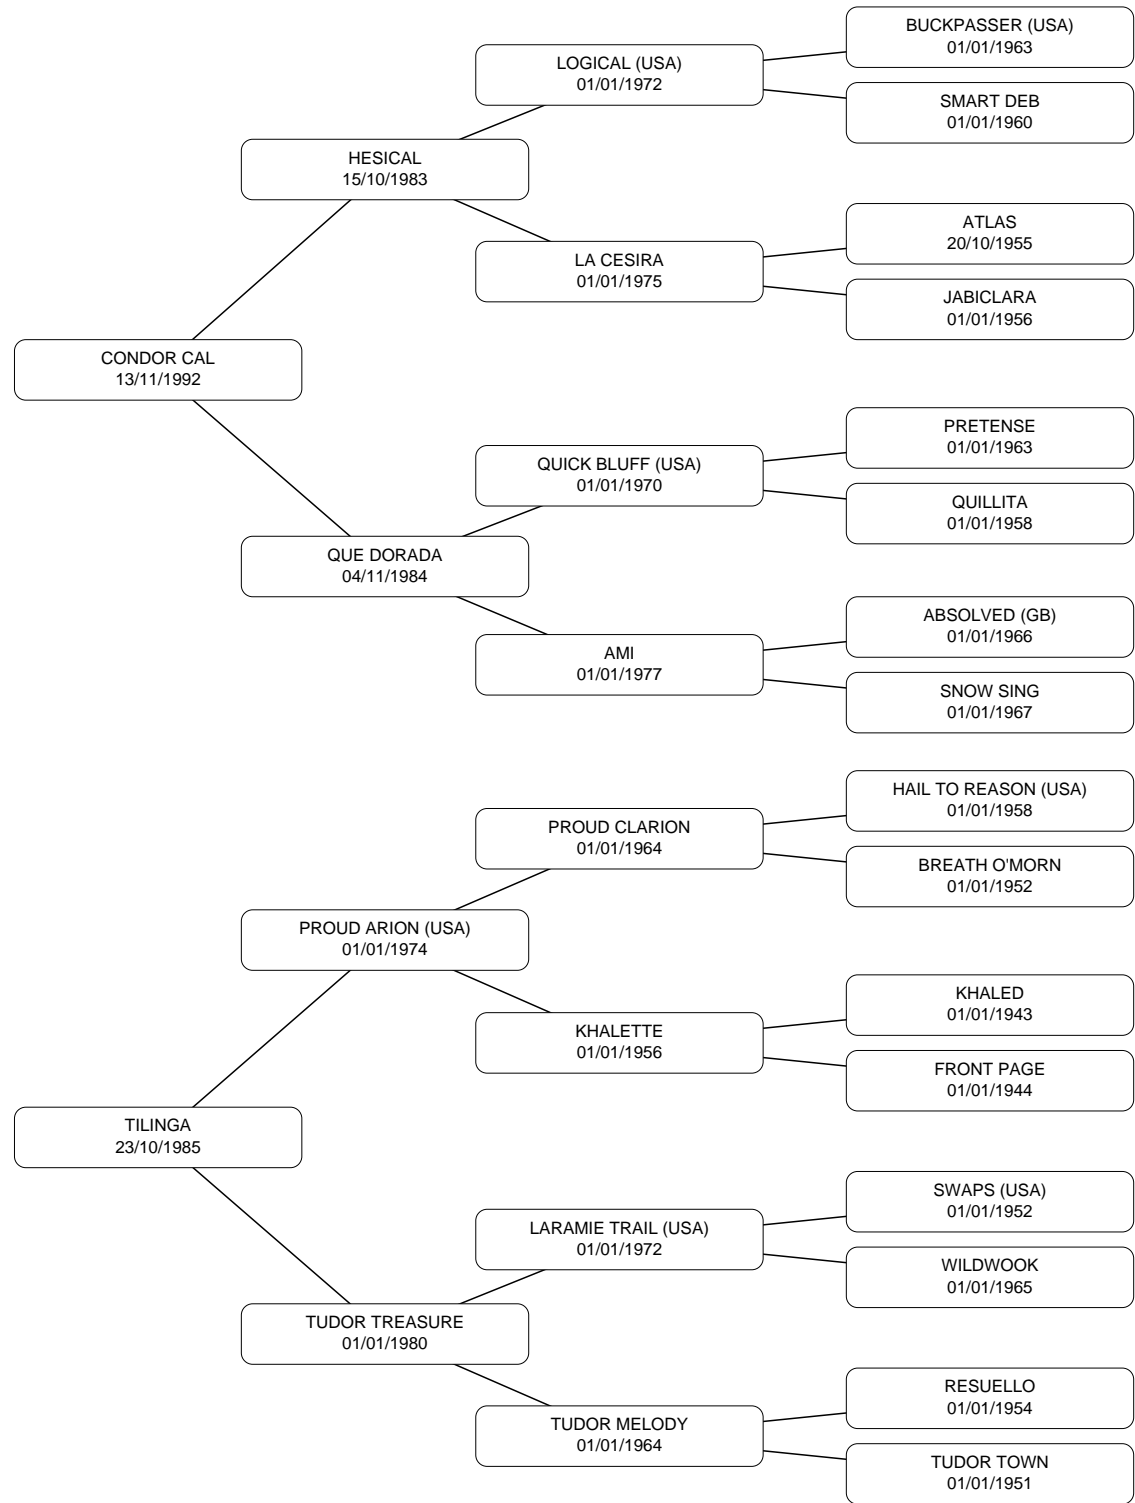 BUCKPASSER (USA)
01/01/1963
LOGICAL (USA)
01/01/1972
SMART DEB
01/01/1960
HESICAL
15/10/1983
ATLAS
20/10/1955
LA CESIRA
01/01/1975
JABICLARA
01/01/1956
CONDOR CAL
13/11/1992
PRETENSE
01/01/1963
QUICK BLUFF (USA)
01/01/1970
QUILLITA
01/01/1958
QUE DORADA
04/11/1984
ABSOLVED (GB)
01/01/1966
AMI
01/01/1977
SNOW SING
01/01/1967
HAIL TO REASON (USA)
01/01/1958
PROUD CLARION
01/01/1964
BREATH O'MORN
01/01/1952
PROUD ARION (USA)
01/01/1974
KHALED
01/01/1943
KHALETTE
01/01/1956
FRONT PAGE
01/01/1944
TILINGA
23/10/1985
SWAPS (USA)
01/01/1952
LARAMIE TRAIL (USA)
01/01/1972
WILDWOOK
01/01/1965
TUDOR TREASURE
01/01/1980
RESUELLO
01/01/1954
TUDOR MELODY
01/01/1964
TUDOR TOWN
01/01/1951